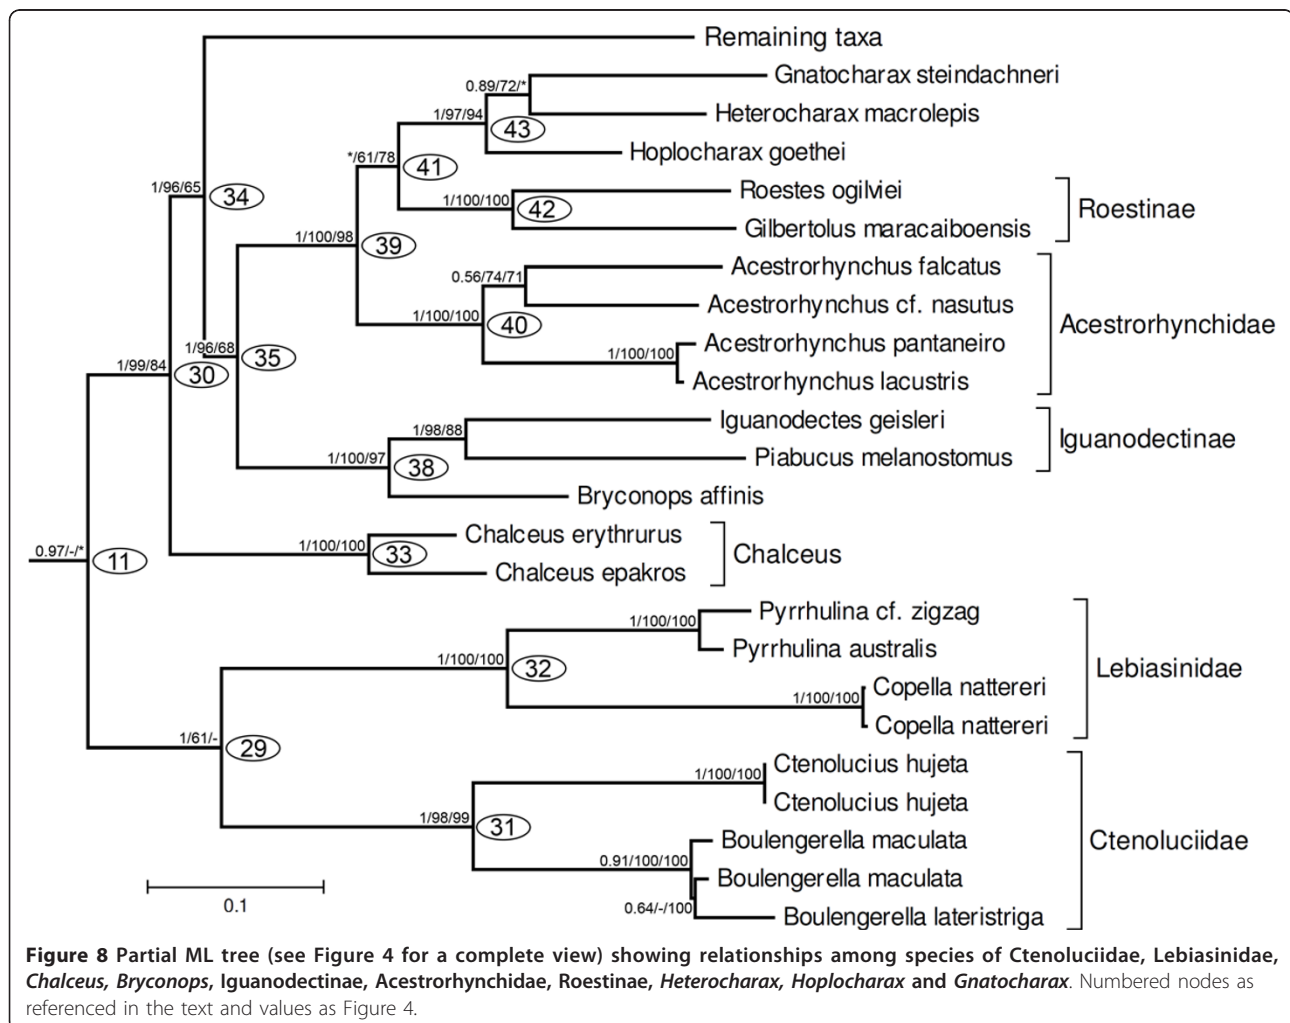 Remaining taxa
Gnatocharax steindachneri
0.89/72/*
Heterocharax macrolepis
1/97/94
43
Hoplocharax goethei
*/61/78
41
Roestes ogilviei
1/96/65
34
1/100/100
42
Roestinae
Gilbertolus maracaiboensis
1/100/98
39
Acestrorhynchus falcatus
0.56/74/71
Acestrorhynchus cf. nasutus
1/100/100
40
Acestrorhynchidae
Acestrorhynchus pantaneiro
1/96/68
35
1/100/100
1/99/84
30
Acestrorhynchus lacustris
Iguanodectes geisleri
1/98/88
Iguanodectinae
Piabucus melanostomus
1/100/97
38
Bryconops affinis
Chalceus erythrurus
0.97/-/*
11
1/100/100
33
Chalceus
Chalceus epakros
Pyrrhulina cf. zigzag
1/100/100
Pyrrhulina australis
1/100/100
32
Lebiasinidae
Copella nattereri
1/100/100
Copella nattereri
1/61/-
29
Ctenolucius hujeta
1/100/100
Ctenolucius hujeta
1/98/99
31
Boulengerella maculata
Ctenoluciidae
0.91/100/100
Boulengerella maculata
0.64/-/100
Boulengerella lateristriga
0.1
Figure 8 Partial ML tree (see Figure 4 for a complete view) showing relationships among species of Ctenoluciidae, Lebiasinidae,
Chalceus, Bryconops, Iguanodectinae, Acestrorhynchidae, Roestinae, Heterocharax, Hoplocharax and Gnatocharax. Numbered nodes as
referenced in the text and values as Figure 4.